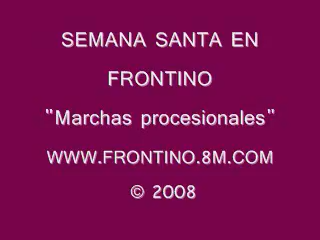 SEMANA SANTA EN
FRONTINO
"Marchas procesionales"
WWW.FRONTINO.8M.COM
© 2008